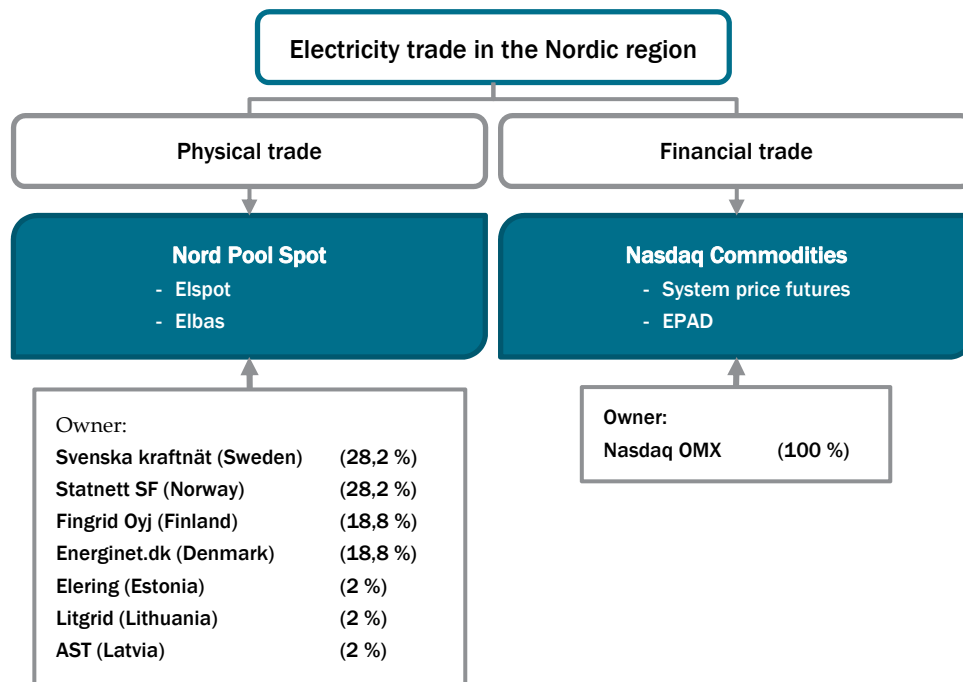 Electricity trade in the Nordic region
Physical trade
Financial trade
Nord Pool Spot
- Elspot
- Elbas
Nasdaq Commodities
- System price futures
- EPAD
Owner:
Svenska kraftnät (Sweden) (28,2 %)
Statnett SF (Norway) (28,2 %)
Fingrid Oyj (Finland) (18,8 %)
Energinet.dk (Denmark) (18,8 %)
Elering (Estonia) (2 %)
Litgrid (Lithuania) (2 %)
AST (Latvia) (2 %)
Owner:
Nasdaq OMX (100 %)